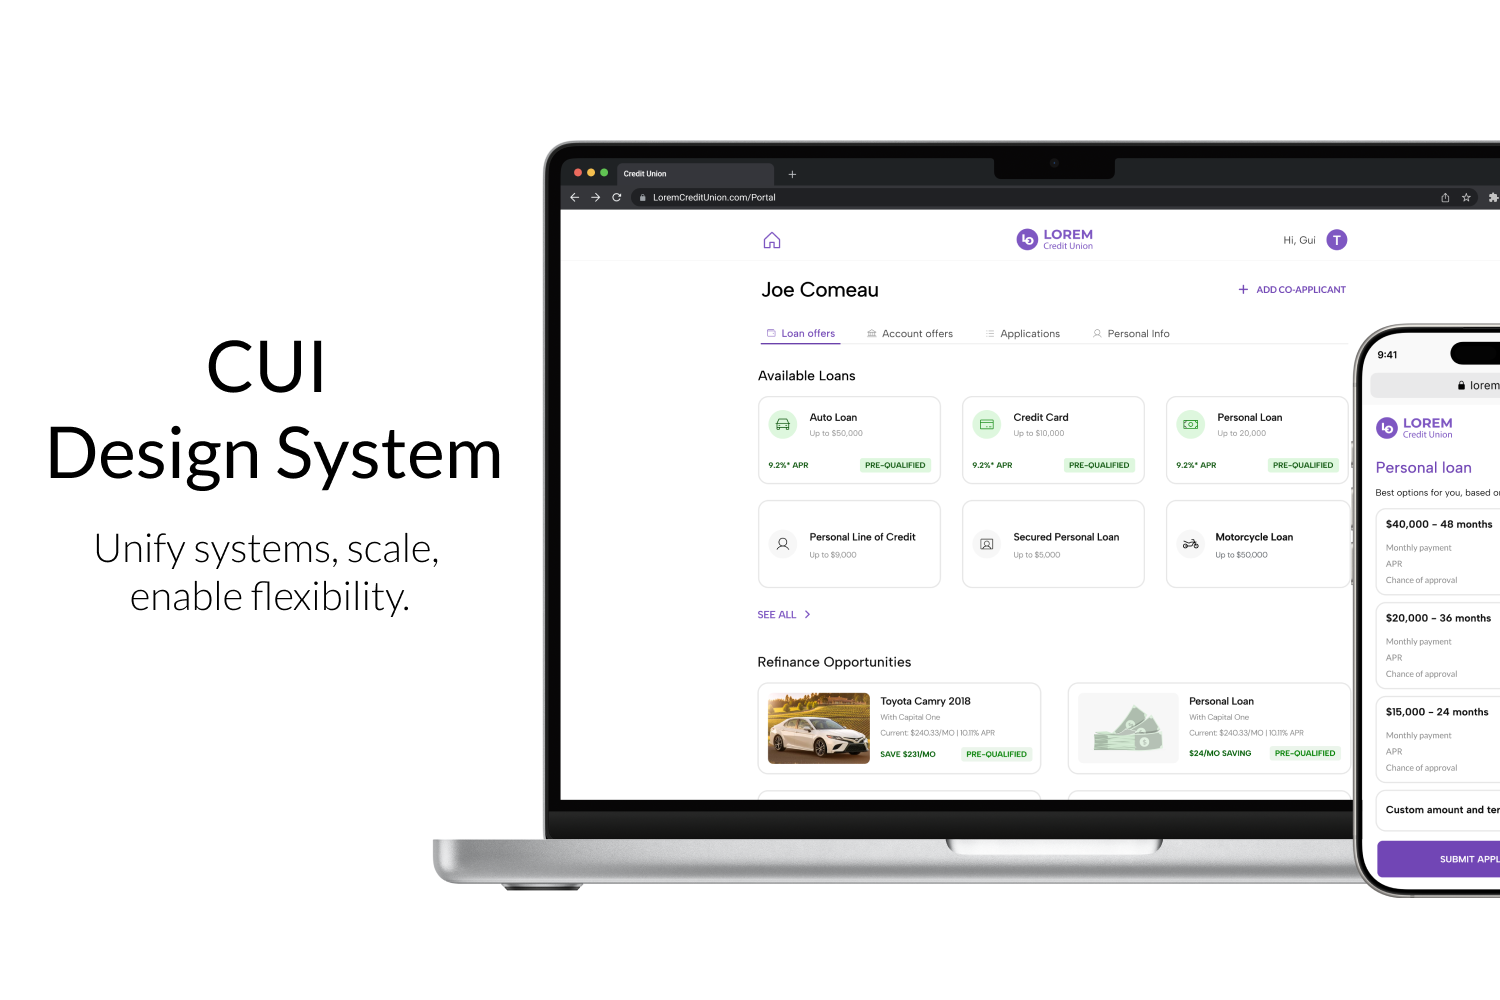 CUI
Design System
Unify systems, scale,
enable flexibility.
Credit Union
LoremCreditUnion.com/Portal
LO LOREM
Credit Union
Hi, Gui T
Joe Comeau
ADD CO-APPLICANT
Loan offers Account offers Applications Personal Info
Available Loans
Auto Loan
Up to $50,000
9.2%* APR PRE-QUALIFIED
Credit Card
Up to $10,000
9.2%* APR PRE-QUALIFIED
Personal Loan
Up to 20,000
9.2%* APR PRE-QUALIFIED
Personal Line of Credit
Up to $9,000
Secured Personal Loan
Up to $5,000
Motorcycle Loan
Up to $50,000
SEE ALL
Refinance Opportunities
Toyota Camry 2018
With Capital One
Current: $240.33/MO | 10.11% APR
SAVE $231/MO PRE-QUALIFIED
Personal Loan
With Capital One
Current: $240.33/MO | 10.11% APR
$24/MO SAVING PRE-QUALIFIED
9:41
lorem
LO LOREM
Credit Union
Personal loan
Best options for you, based o
$40,000 - 48 months
Monthly payment
APR
Chance of approval
$20,000 - 36 months
Monthly payment
APR
Chance of approval
$15,000 - 24 months
Monthly payment
APR
Chance of approval
Custom amount and ter
SUBMIT APPL